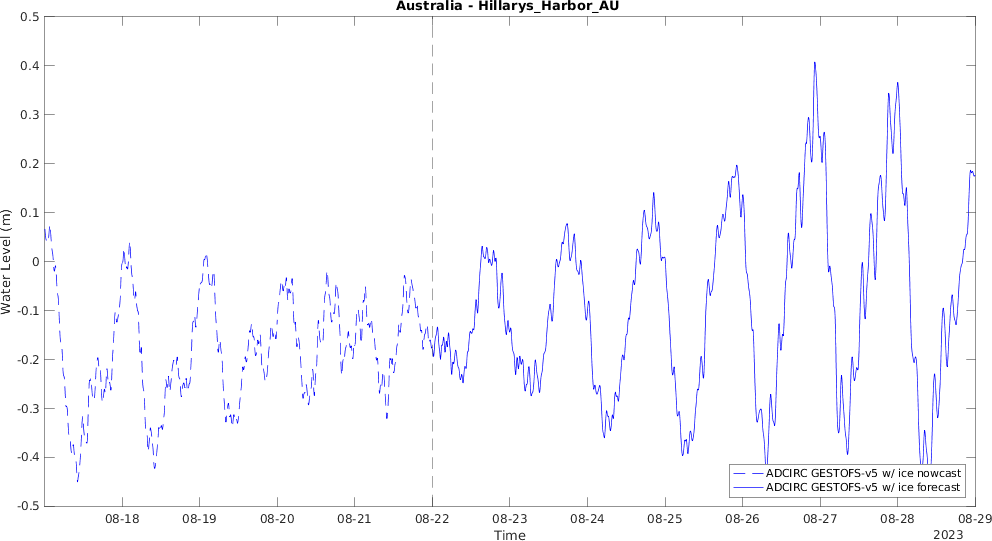 Australia - Hillarys_Harbor_AU
Water Level (m)
0.5
0.4
0.3
0.2
0.1
0
-0.1
-0.2
-0.3
-0.4
-0.5
ADCIRC GESTOFS-v5 w/ ice nowcast
ADCIRC GESTOFS-v5 w/ ice forecast
08-18 08-19 08-20 08-21 08-22 08-23 08-24 08-25 08-26 08-27 08-28 08-29
Time
2023